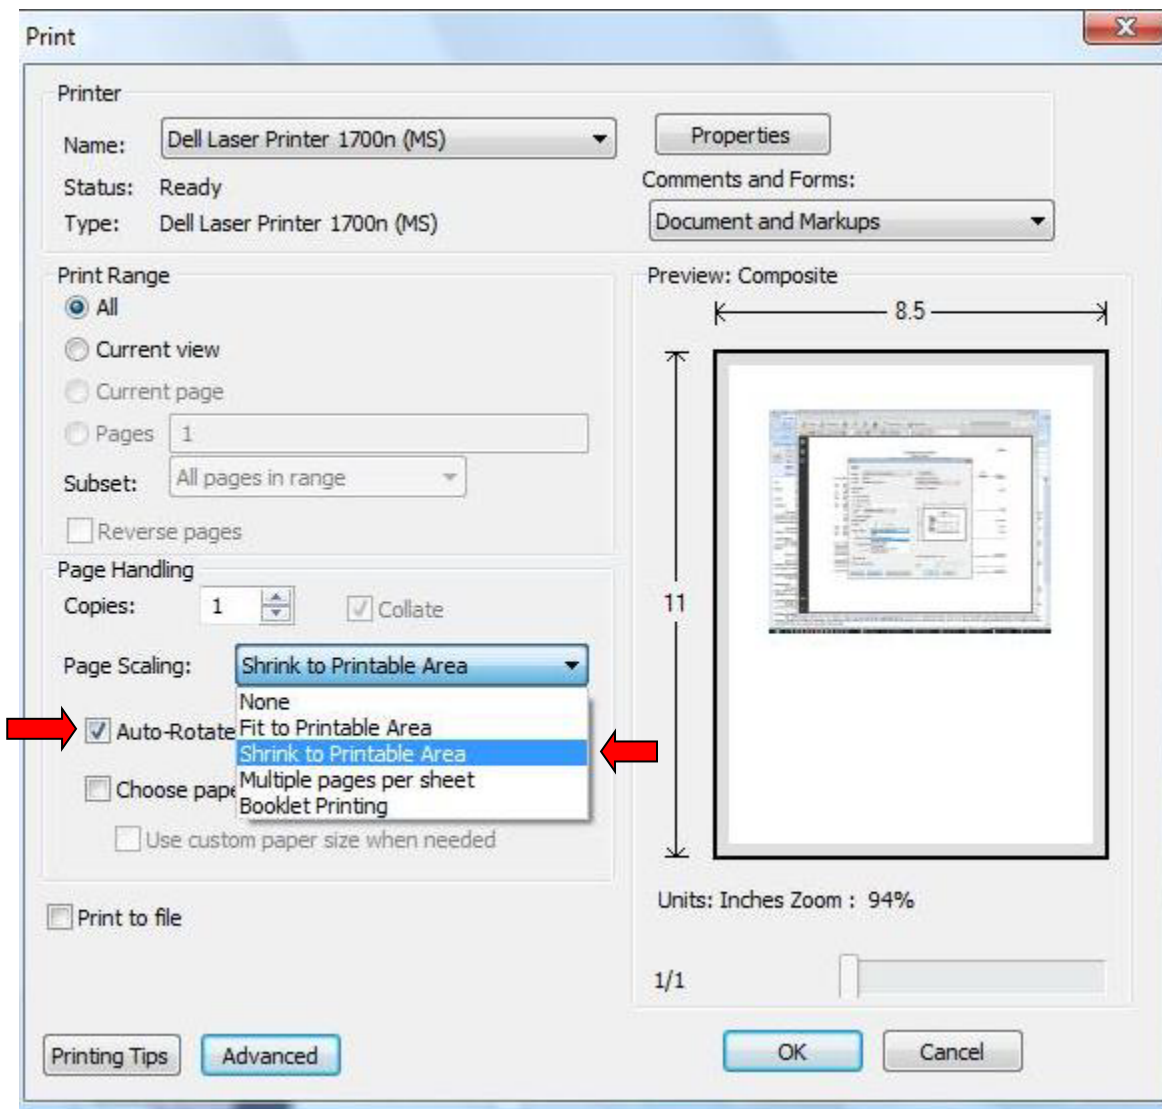 Print
Printer
Name: Dell Laser Printer 1700n (MS) Properties
Status: Ready Comments and Forms:
Type: Dell Laser Printer 1700n (MS) Document and Markups
Print Range
All
Current view
Current page
Pages 1
Subset: All pages in range
Reverse pages
Preview: Composite
8.5
11
Page Handling
Copies: 1 Collate
Page Scaling: Shrink to Printable Area
None
Auto-Rotate Fit to Printable Area
Shrink to Printable Area
Multiple pages per sheet
Choose Booklet Printing
Use custom paper size when needed
Print to file
Units: Inches Zoom : 94%
1/1
Printing Tips Advanced OK Cancel